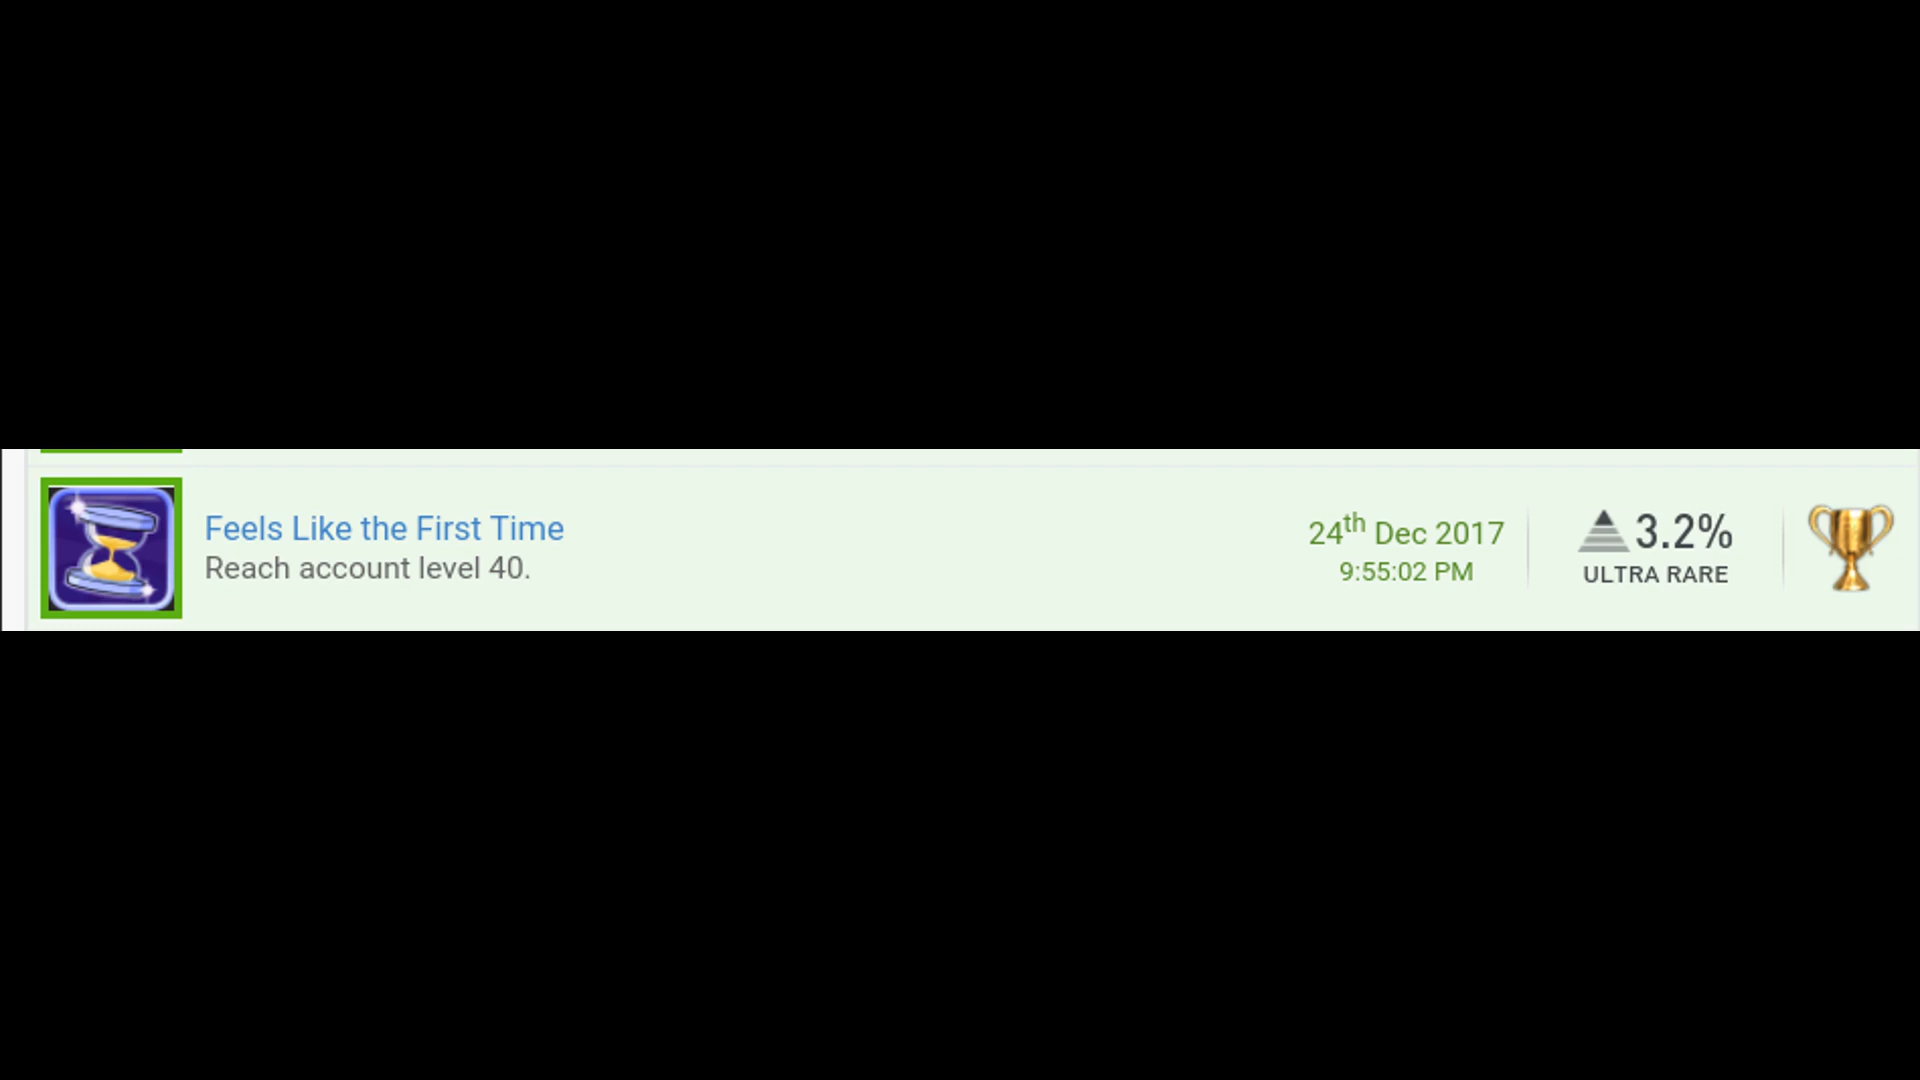 Feels Like the First Time
Reach account level 40.
24th Dec 2017
9:55:02 PM
3.2%
ULTRA RARE